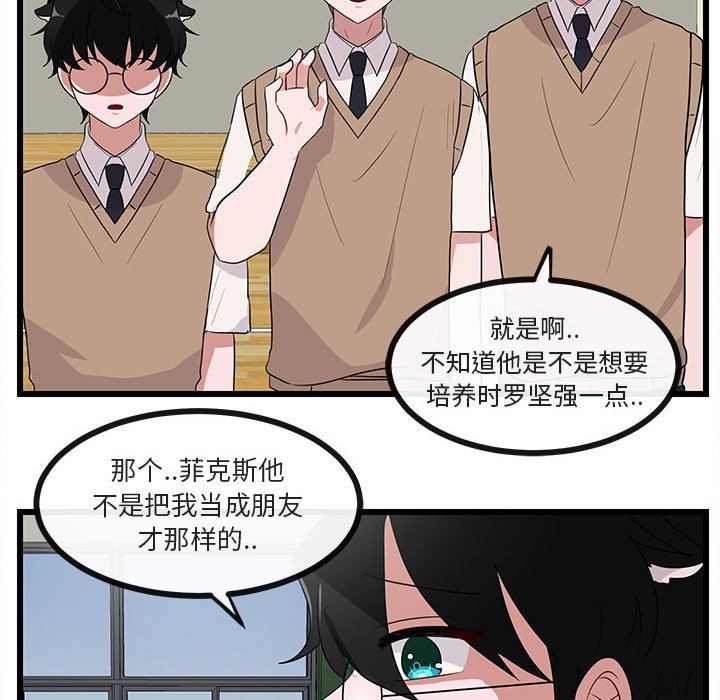 就是啊..
不知道他是不是想要
培养时罗坚强一点..
那个..菲克斯他
不是把我当成朋友
才那样的..